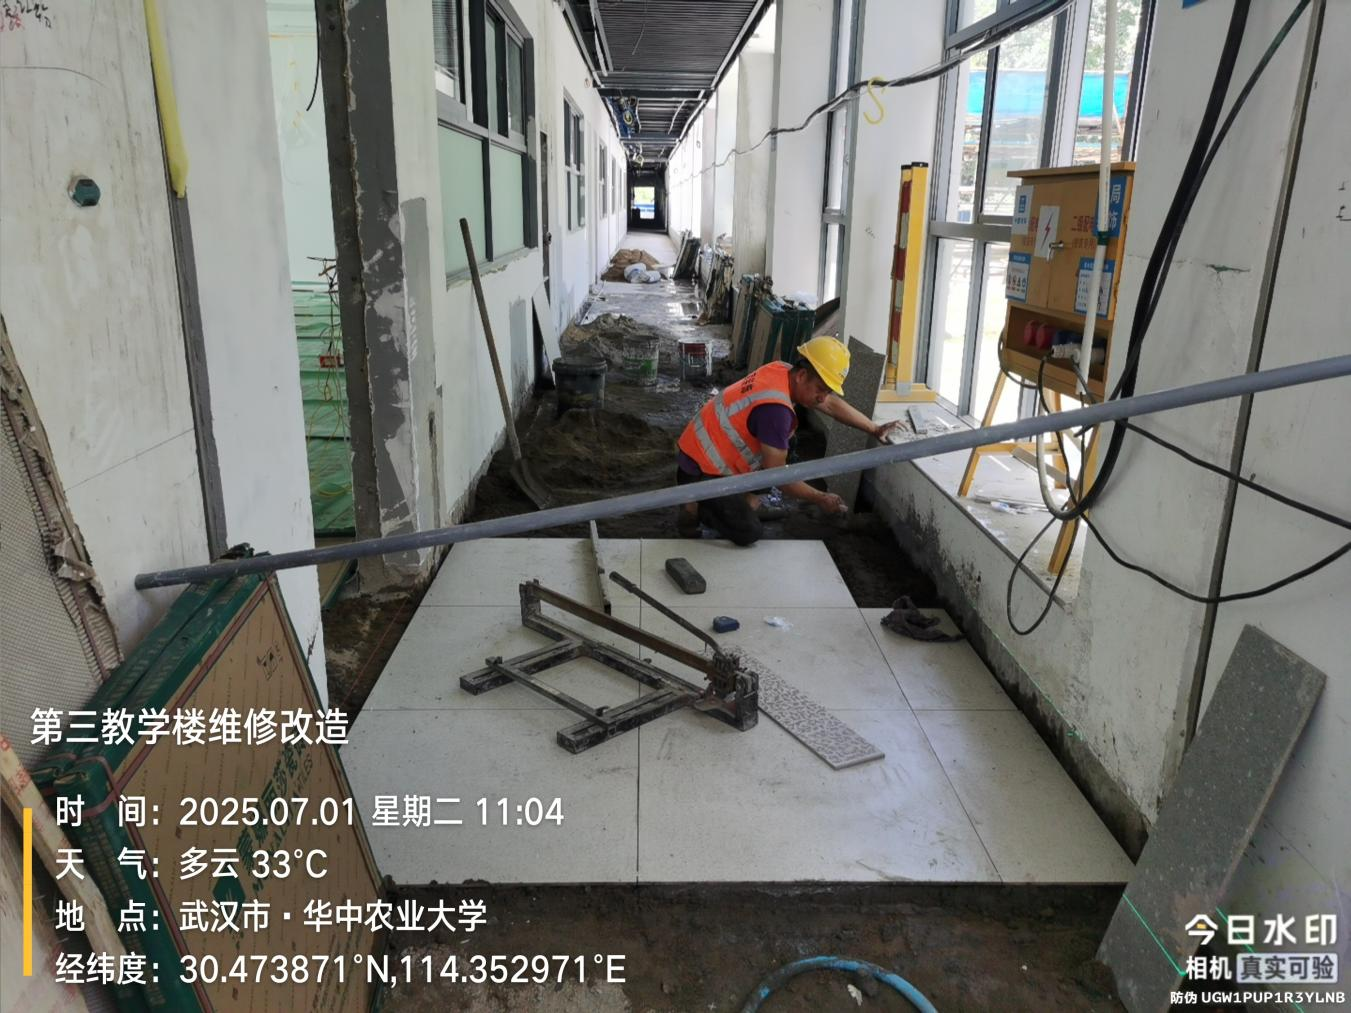 第三教学楼维修改造
时 间：2025.07.01 星期二 11:04
天 气：多云 33°C
地 点：武汉市·华中农业大学
经纬度：30.473871°N,114.352971°E
今日水印
相机 真实可验
防伪 UGW1PUP1R3YLNB